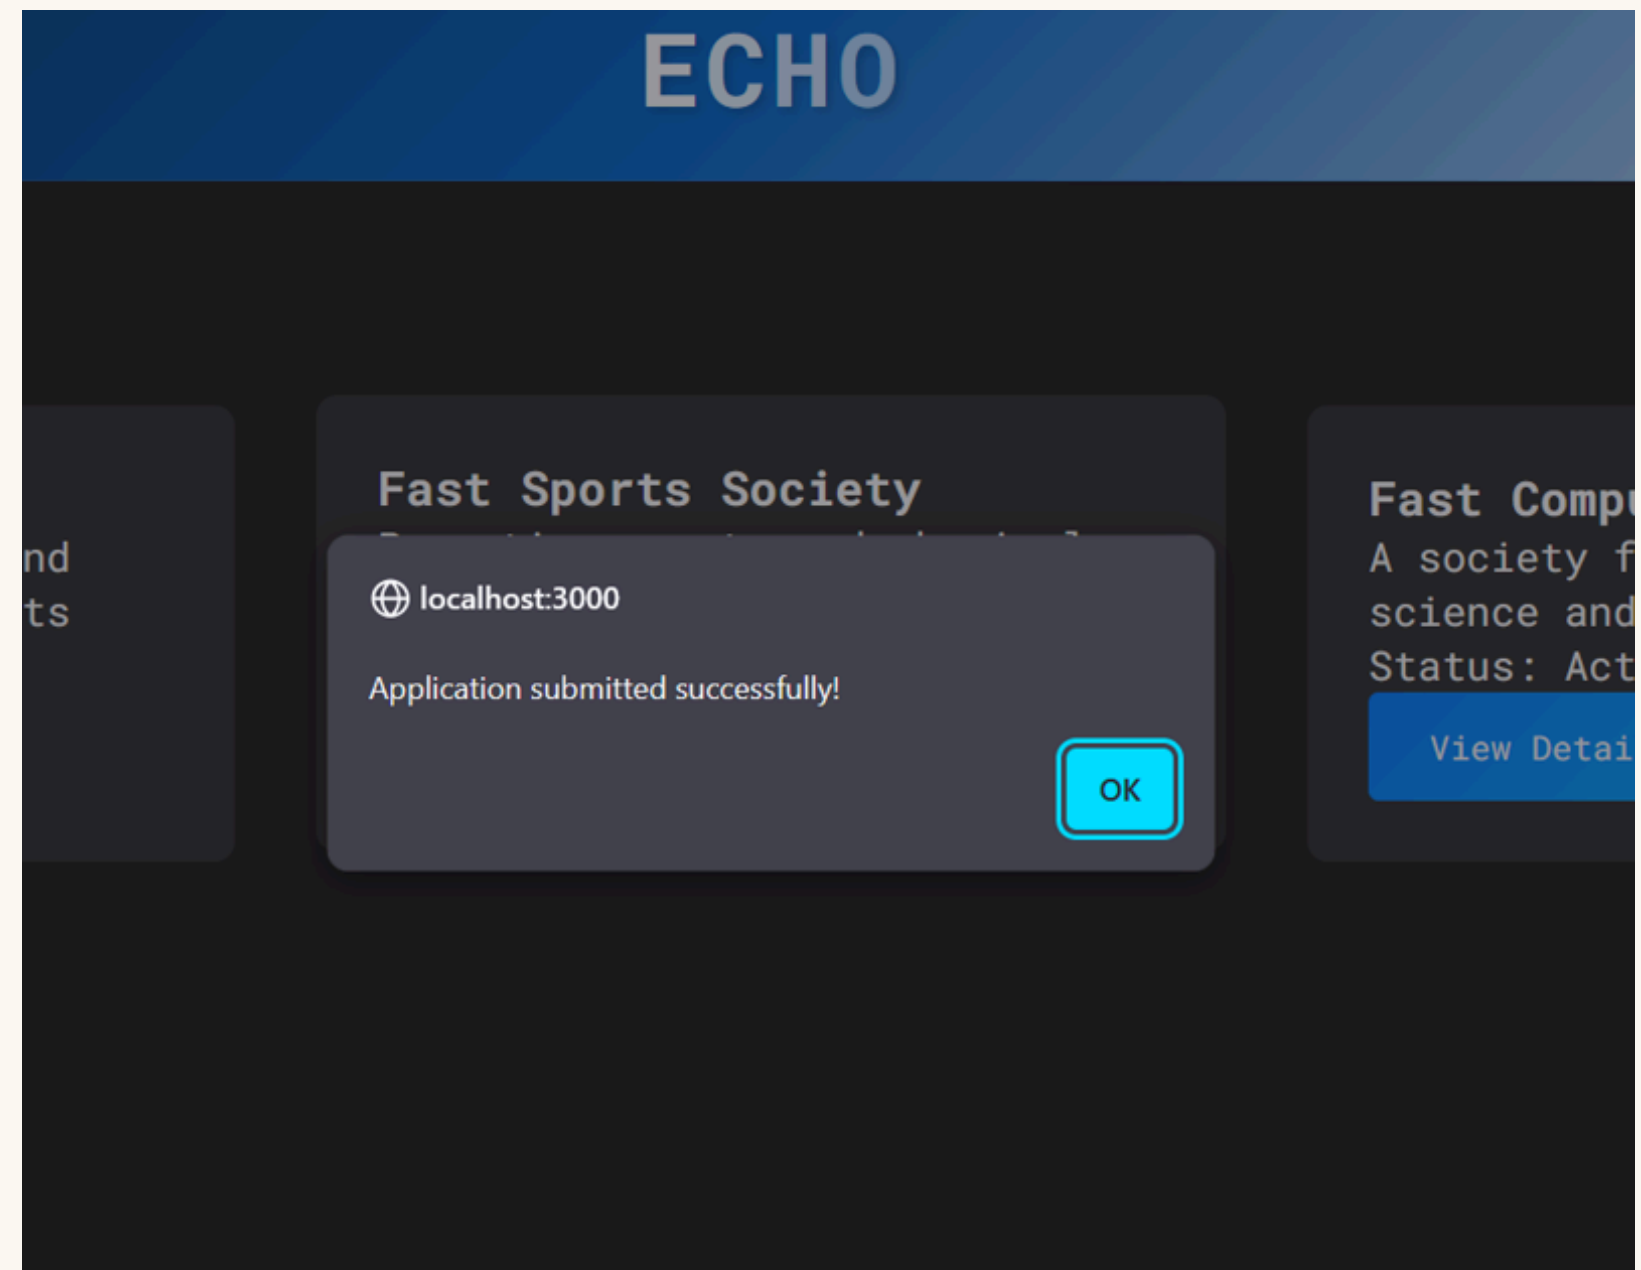 ECHO
nd
ts
Fast Sports Society
localhost:3000
Application submitted successfully!
OK
Fast Compu
A society f
science and
Status: Act
View Detai